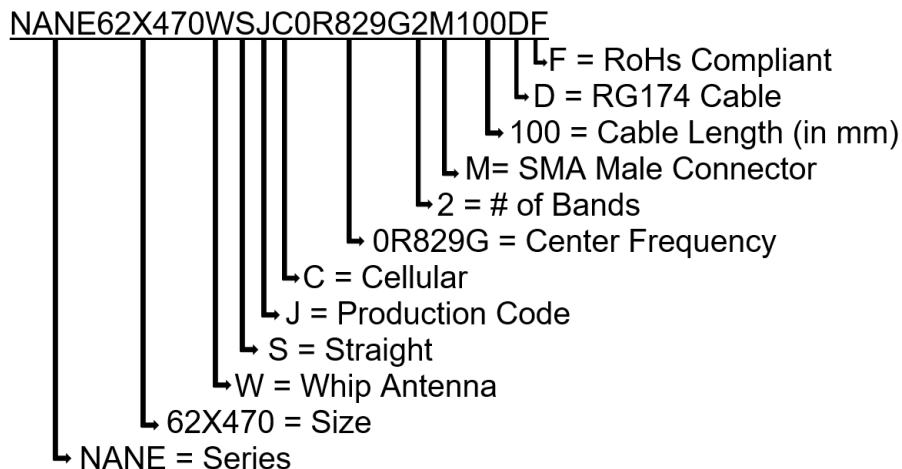 NANE62X470WSJC0R829G2M100DF
F = RoHs Compliant
D = RG174 Cable
100 = Cable Length (in mm)
M= SMA Male Connector
2 = # of Bands
0R829G = Center Frequency
C = Cellular
J = Production Code
S = Straight
W = Whip Antenna
62X470 = Size
NANE = Series